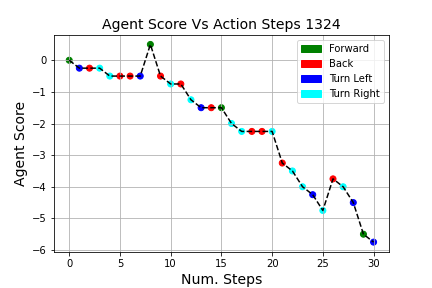 Agent Score Vs Action Steps 1324
Forward
Back
Turn Left
Turn Right
Agent Score
0
−1
−2
−3
−4
−5
−6
0 5 10 15 20 25 30
Num. Steps